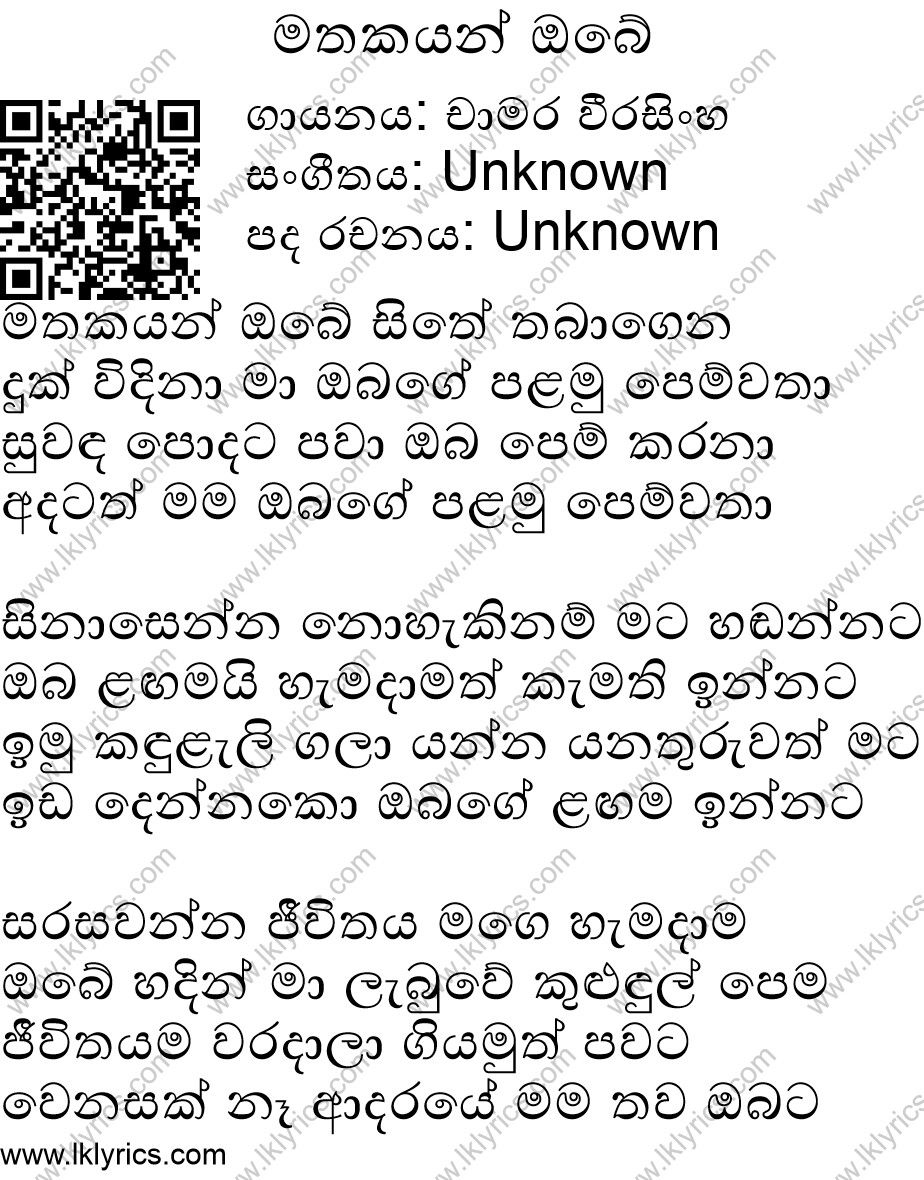 මතකයන් ඔබේ
ගායනය: චාමර වීරසිංහ
සංගීතය: Unknown
පද රචනය: Unknown
මතකයන් ඔබේ සිතේ තබාගෙන
දුක් විදිනා මා ඔබගේ පළමු පෙම්වතා
සුවඳ පොදට පවා ඔබ පෙම් කරනා
අදටත් මම ඔබගේ පළමු පෙම්වතා
සිනාසෙන්න නොහැකිනම් මට හඬන්නට
ඔබ ළඟමයි හැමදාමත් කැමති ඉන්නට
ඉමු කඳුළැලි ගලා යන්න යනතුරුවත් මට
ඉඩ දෙන්නකො ඔබගේ ළඟම ඉන්නට
සරසවන්න ජීවිතය මගෙ හැමදාම
ඔබේ හදින් මා ලැබුවේ කුළුඳුල් පෙම
ජීවිතයම වරදාලා ගියමුත් පවට
වෙනසක් නෑ ආදරයේ මම තව ඔබට
www.lklyrics.com